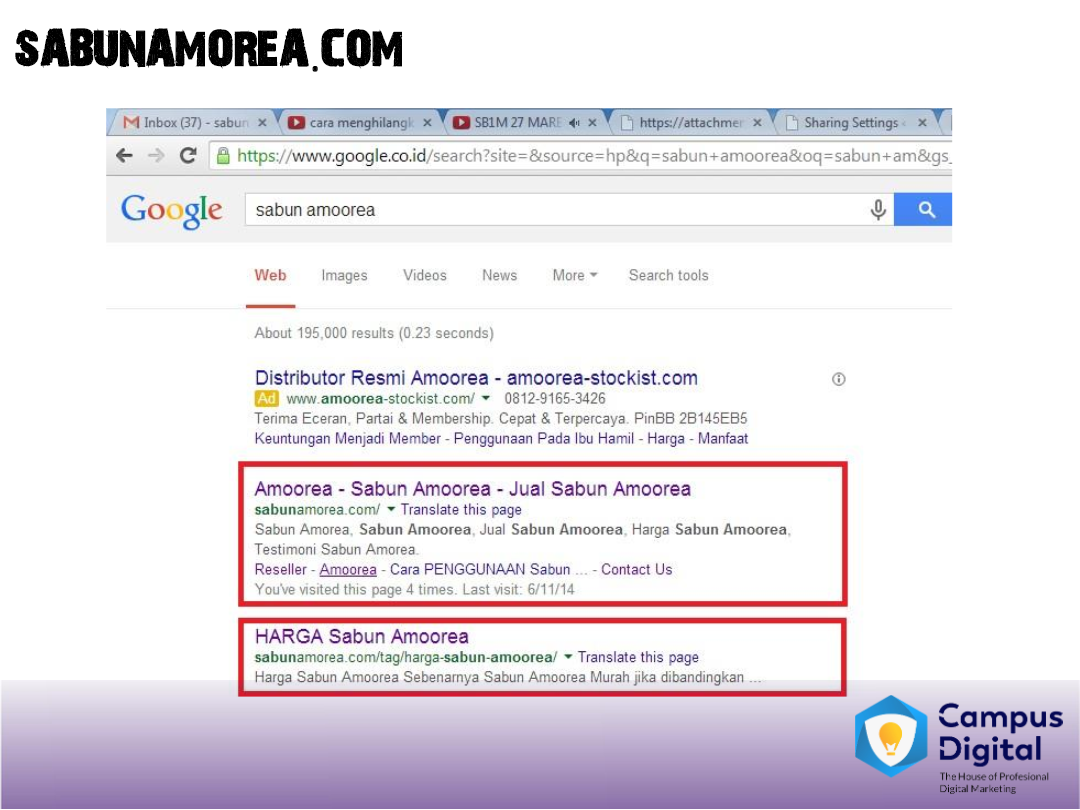 SABUNAMOREA.COM
Inbox (37) - sabun
cara menghilangk
SB1M 27 MARE
https://attachmen
Sharing Settings
https://www.google.co.id/search?site=&source=hp&q=sabun+amoorea&oq=sabun+am&gs_
Google
sabun amoorea
Web Images Videos News More Search tools
About 195,000 results (0.23 seconds)
Distributor Resmi Amoorea - amoorea-stockist.com
Ad www.amoorea-stockist.com/ 0812-9165-3426
Terima Eceran, Partai & Membership. Cepat & Terpercaya. PinBB 2B145EB5
Keuntungan Menjadi Member - Penggunaan Pada Ibu Hamil - Harga - Manfaat
Amoorea - Sabun Amoorea - Jual Sabun Amoorea
sabunamorea.com/ Translate this page
Sabun Amorea, Sabun Amoorea, Jual Sabun Amoorea, Harga Sabun Amoorea,
Testimoni Sabun Amorea.
Reseller - Amoorea - Cara PENGGUNAAN Sabun ... - Contact Us
You've visited this page 4 times. Last visit: 6/11/14
HARGA Sabun Amoorea
sabunamorea.com/tag/harga-sabun-amoorea/ Translate this page
Harga Sabun Amoorea Sebenarnya Sabun Amoorea Murah jika dibandingkan ...
Campus
Digital
The House of Profesional
Digital Marketing